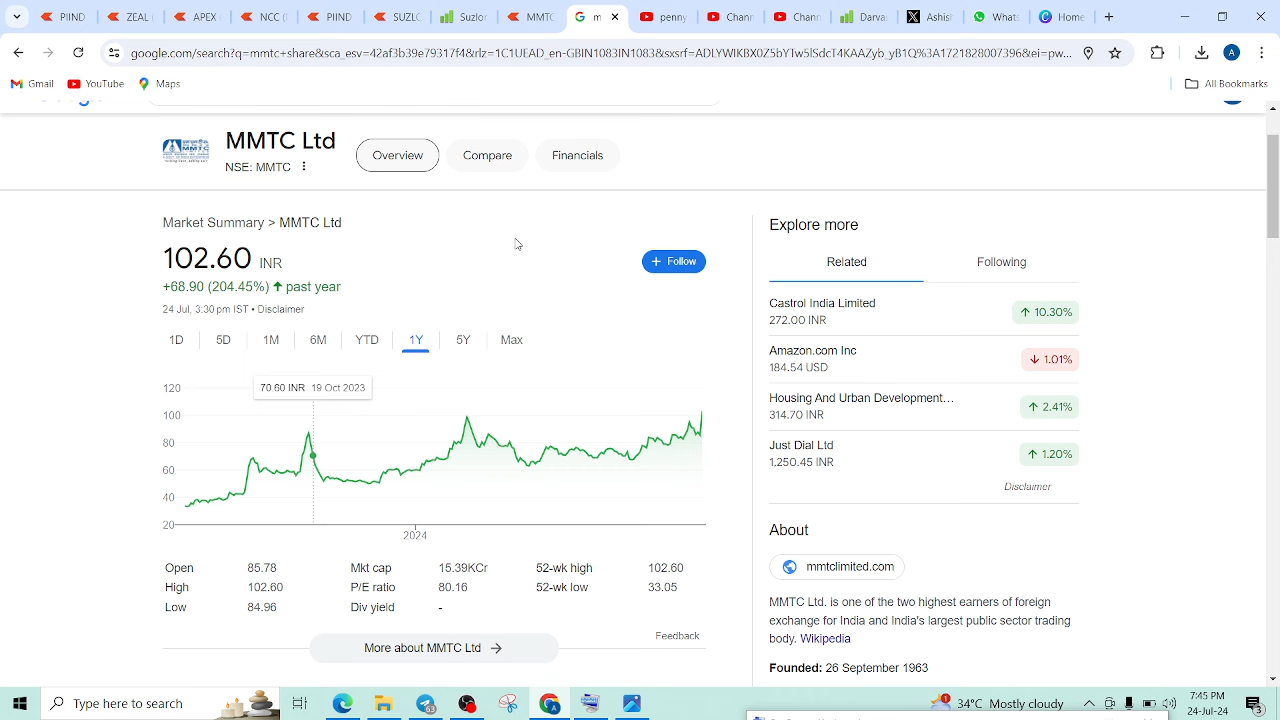 PIND
ZEAL
APEX
NCC
PIND
SUZL
Suzlo
MMTC
m
penny
Chann
Chann
Davan
Ashis
Whats
Home
google.com/search?q=mmtc+share&sca_esv=42af3b39e79317f4&rlz=1C1UEAD_en-GBIN1083IN1083&sxsrf=ADLYWIKBX0Z5bYTw5fSdcT4KAAZyb_yB1Q%3A1721828007396&ei=pw...
A
Gmail
YouTube
Maps
All Bookmarks
MMTC Ltd
NSE: MMTC
Overview
Compare
Financials
Market Summary > MMTC Ltd
102.60 INR
+ Follow
+68.90 (204.45%) ↑ past year
24 Jul, 3:30 pm IST • Disclaimer
1D 5D 1M 6M YTD 1Y 5Y Max
70.60 INR 19 Oct 2023
120
100
80
60
40
20
2024
Open 85.78 Mkt cap 15.39KCr 52-wk high 102.60
High 102.60 P/E ratio 80.16 52-wk low 33.05
Low 84.96 Div yield -
Feedback
More about MMTC Ltd →
Explore more
Related Following
Castrol India Limited
272.00 INR
↑ 10.30%
Amazon.com Inc
184.54 USD
↓ 1.01%
Housing And Urban Development…
314.70 INR
↑ 2.41%
Just Dial Ltd
1,250.45 INR
↑ 1.20%
Disclaimer
About
mmtclimited.com
MMTC Ltd. is one of the two highest earners of foreign
exchange for India and India's largest public sector trading
body. Wikipedia
Founded: 26 September 1963
Type here to search
34°C Mostly cloudy
7:45 PM
24-Jul-24
3